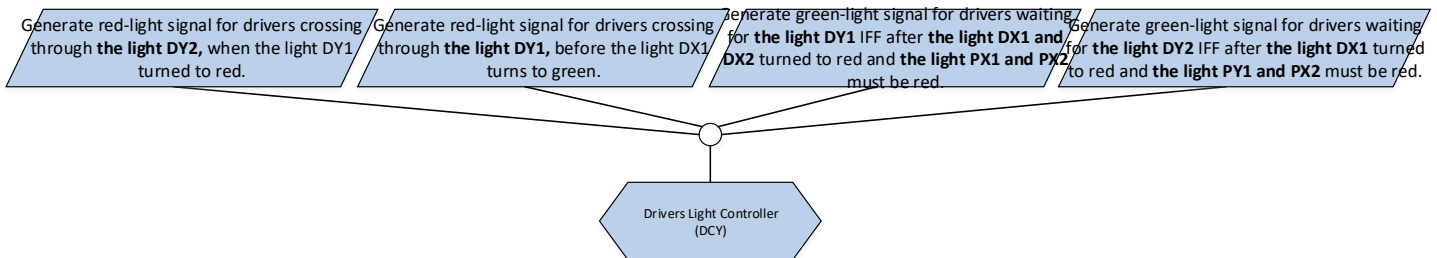 Generate red-light signal for drivers crossing
through the light DY2, when the light DY1
turned to red.
Generate red-light signal for drivers crossing
through the light DY1, before the light DX1
turns to green.
Generate green-light signal for drivers waiting
for the light DY1 IFF after the light DX1 and
DX2 turned to red and the light PX1 and PX2
must be red.
Generate green-light signal for drivers waiting
for the light DY2 IFF after the light DX1 turned
to red and the light PY1 and PX2 must be red.
Drivers Light Controller
(DCY)